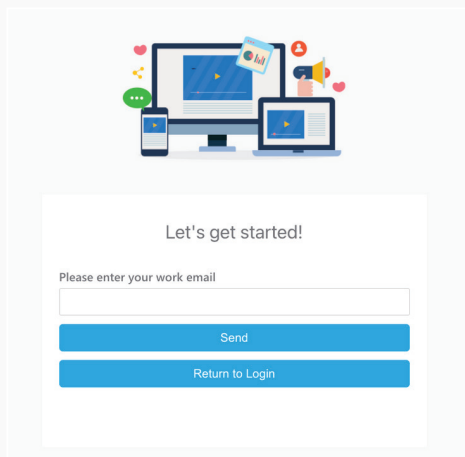 Let's get started!
Please enter your work email
Send
Return to Login